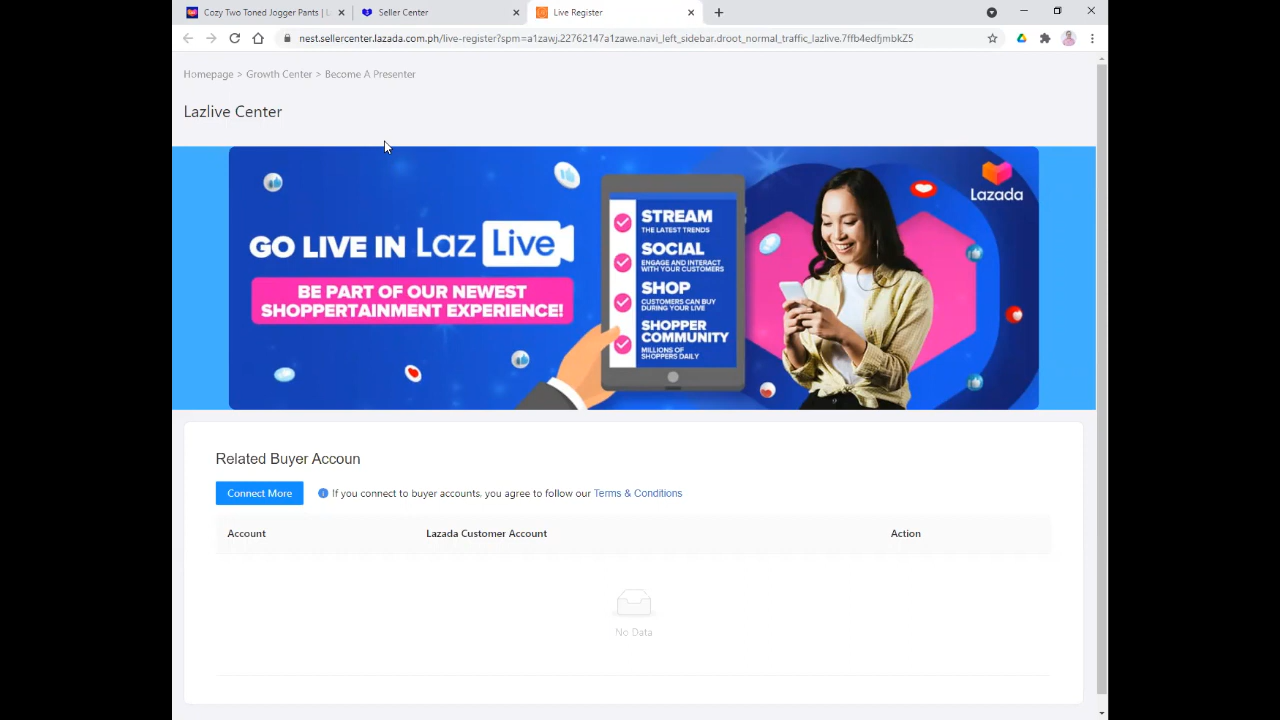 Cozy Two Toned Jogger Pants | L
Seller Center
Live Register
nest.sellercenter.lazada.com.ph/live-register?spm=a1zawj.22762147a1zawe.navi_left_sidebar.droot_normal_traffic_lazlive.7ffb4edfjmbkZ5
Homepage > Growth Center > Become A Presenter
Lazlive Center
GO LIVE IN Laz Live
BE PART OF OUR NEWEST
SHOPPERTAINMENT EXPERIENCE!
STREAM
THE LATEST TRENDS
SOCIAL
ENGAGE AND INTERACT
WITH YOUR CUSTOMERS
SHOP
CUSTOMERS CAN BUY
DURING YOUR LIVE
SHOPPER
COMMUNITY
MILLIONS OF
SHOPPERS DAILY
Lazada
Related Buyer Accoun
Connect More
If you connect to buyer accounts, you agree to follow our Terms & Conditions
Account Lazada Customer Account Action
No Data